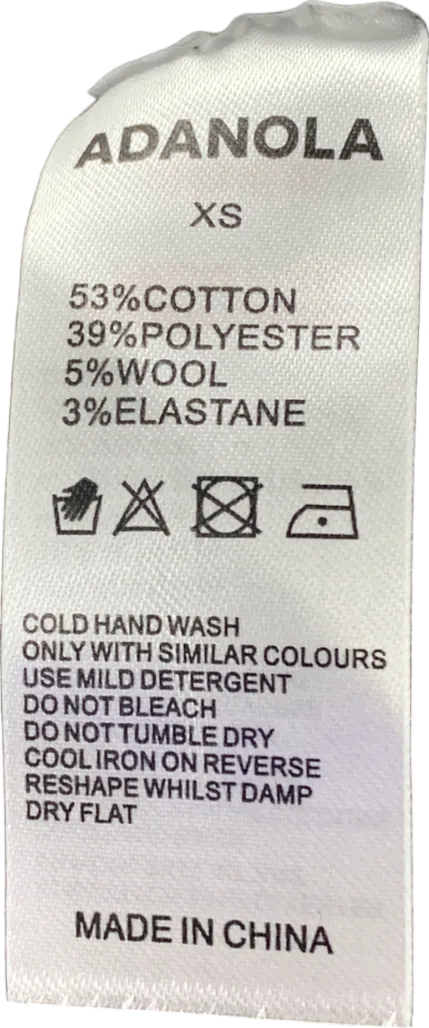 ADANOLA
XS
53%COTTON
39%POLYESTER
5%WOOL
3%ELASTANE
COLD HAND WASH
ONLY WITH SIMILAR COLOURS
USE MILD DETERGENT
DO NOT BLEACH
DO NOT TUMBLE DRY
COOL IRON ON REVERSE
RESHAPE WHILST DAMP
DRY FLAT
MADE IN CHINA